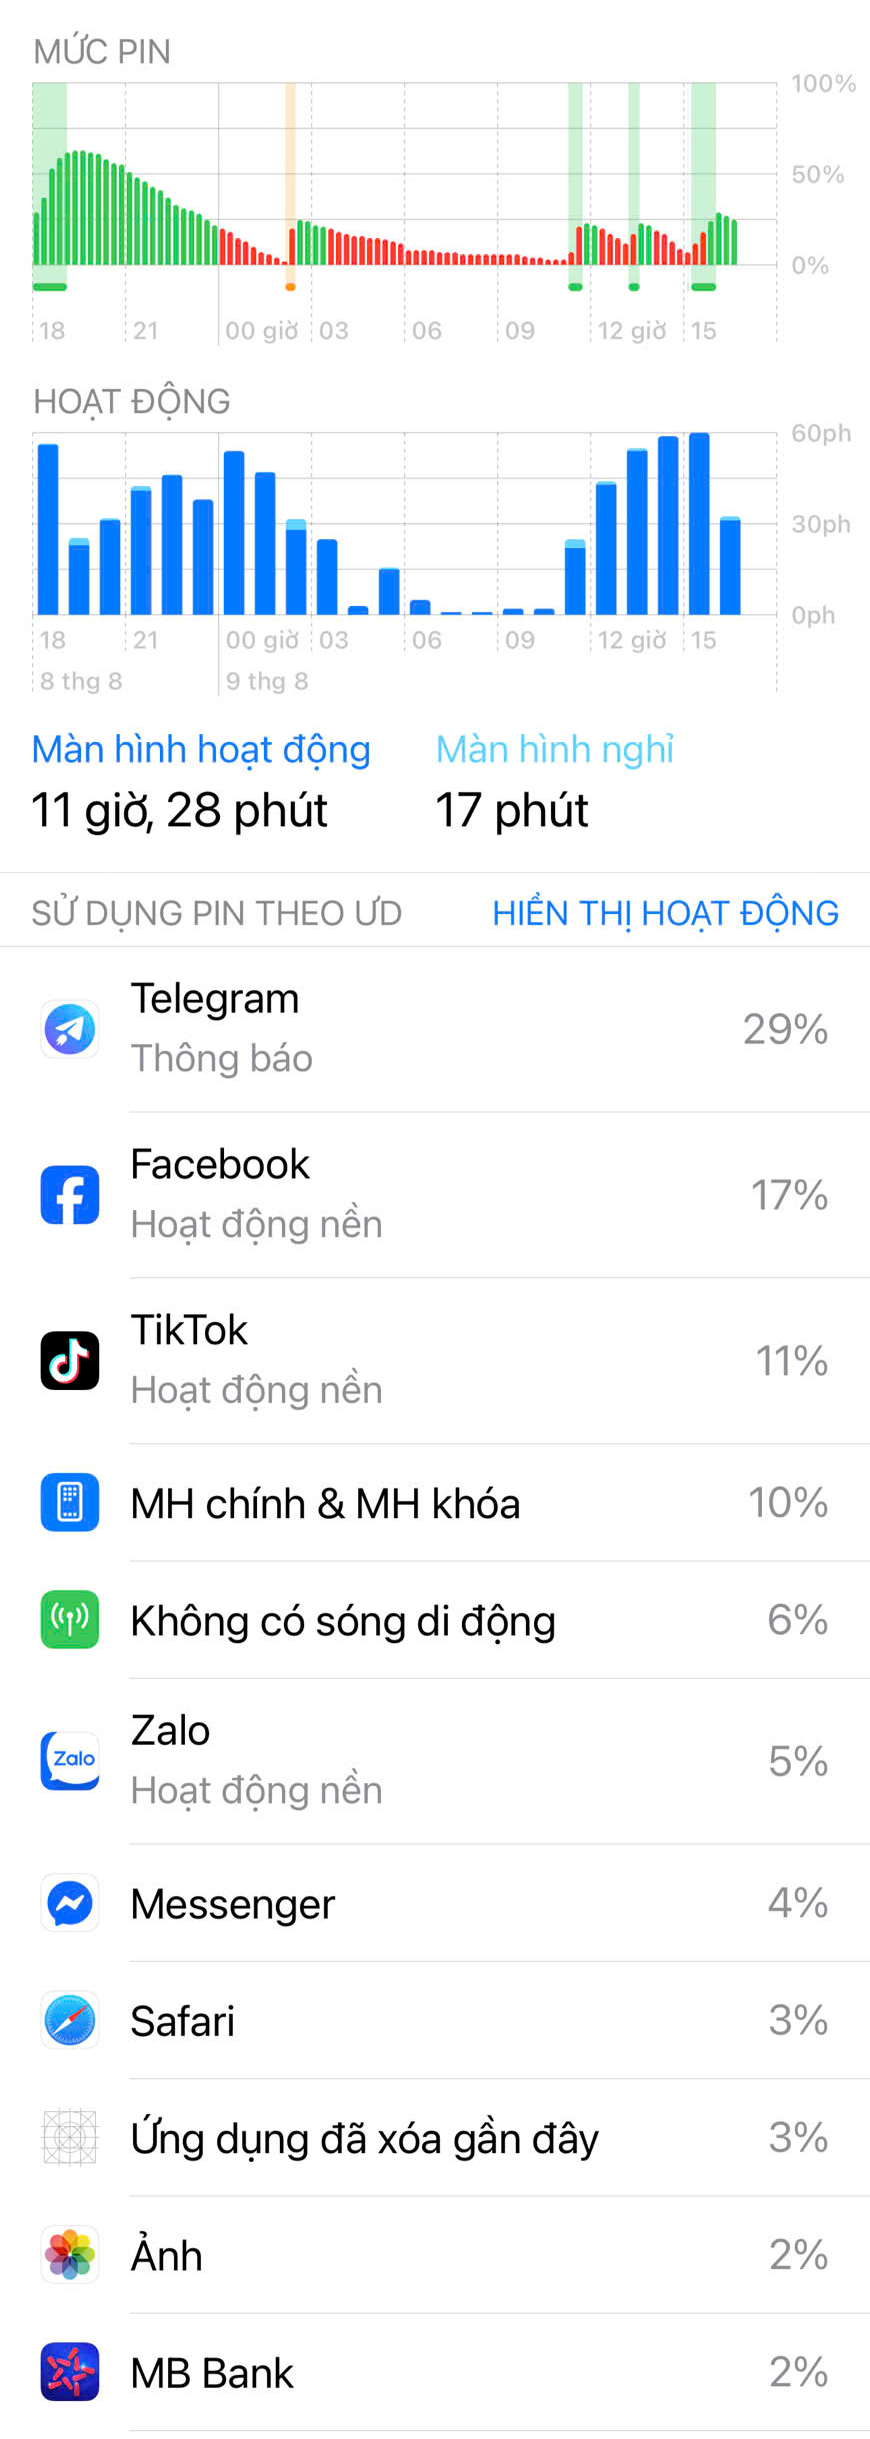 MỨC PIN
100%
50%
0%
18 21 00 giờ 03 06 09 12 giờ 15
HOẠT ĐỘNG
60ph
30ph
0ph
18 21 00 giờ 03 06 09 12 giờ 15
8 thg 8 9 thg 8
Màn hình hoạt động Màn hình nghỉ
11 giờ, 28 phút 17 phút
SỬ DỤNG PIN THEO ƯD HIỂN THỊ HOẠT ĐỘNG
Telegram
Thông báo
29%
Facebook
Hoạt động nền
17%
TikTok
Hoạt động nền
11%
MH chính & MH khóa 10%
Không có sóng di động 6%
Zalo
Zalo
Hoạt động nền
5%
Messenger 4%
Safari 3%
Ứng dụng đã xóa gần đây 3%
Ảnh 2%
MB Bank 2%